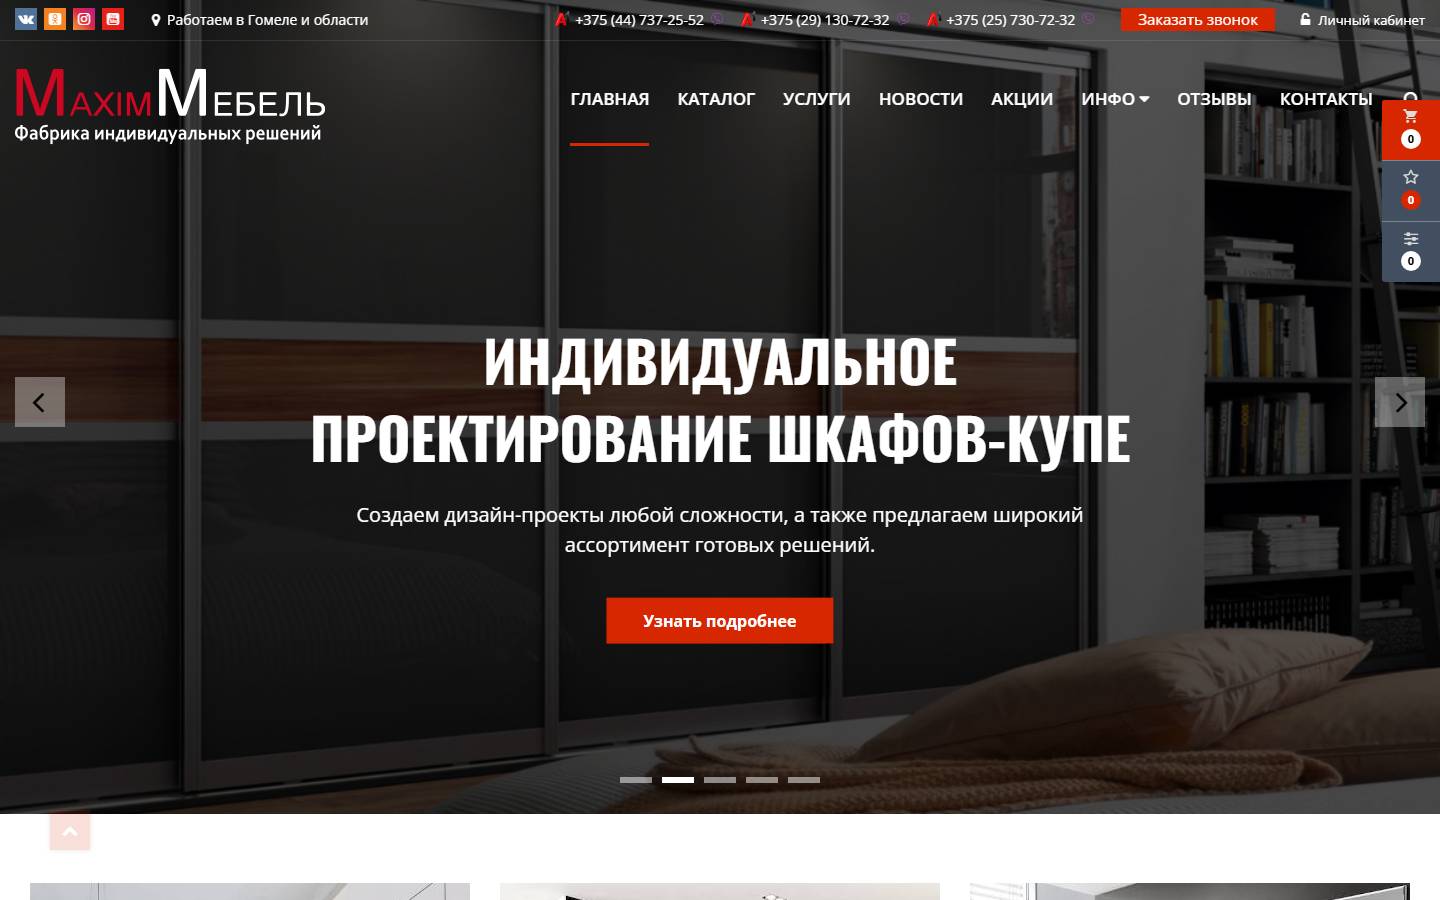 Работаем в Гомеле и области
+375 (44) 737-25-52
+375 (29) 130-72-32
+375 (25) 730-72-32
Заказать звонок
Личный кабинет
MAXIM МЕБЕЛЬ
Фабрика индивидуальных решений
ГЛАВНАЯ
КАТАЛОГ
УСЛУГИ
НОВОСТИ
АКЦИИ
ИНФО
ОТЗЫВЫ
КОНТАКТЫ
0
0
0
ИНДИВИДУАЛЬНОЕ
ПРОЕКТИРОВАНИЕ ШКАФОВ-КУПЕ
Создаем дизайн-проекты любой сложности, а также предлагаем широкий
ассортимент готовых решений.
Узнать подробнее